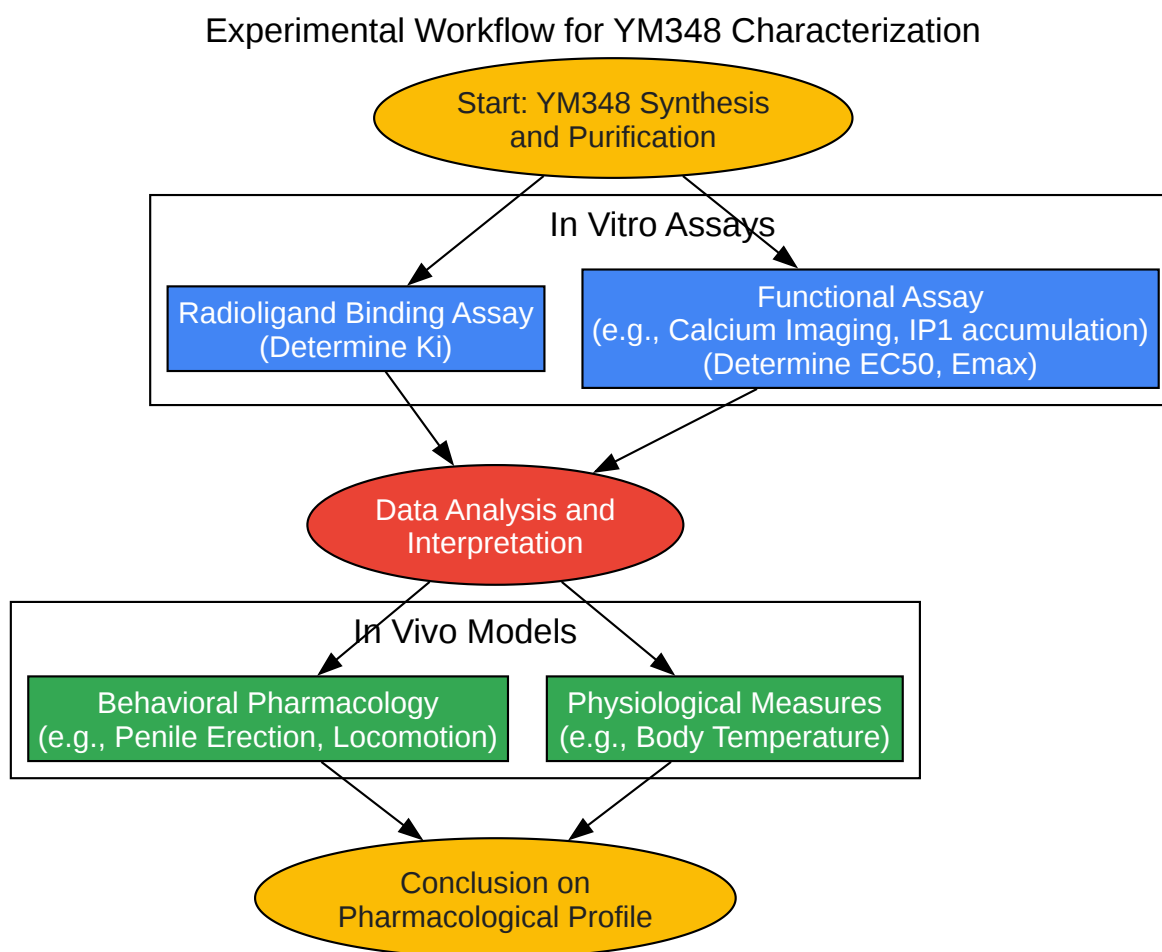 Experimental Workflow for YM348 Characterization
Start: YM348 Synthesis
and Purification
In Vitro Assays
Radioligand Binding Assay
(Determine Ki)
Functional Assay
(e.g., Calcium Imaging, IP1 accumulation)
(Determine EC50, Emax)
Data Analysis and
Interpretation
In Vivo Models
Behavioral Pharmacology
(e.g., Penile Erection, Locomotion)
Physiological Measures
(e.g., Body Temperature)
Conclusion on
Pharmacological Profile